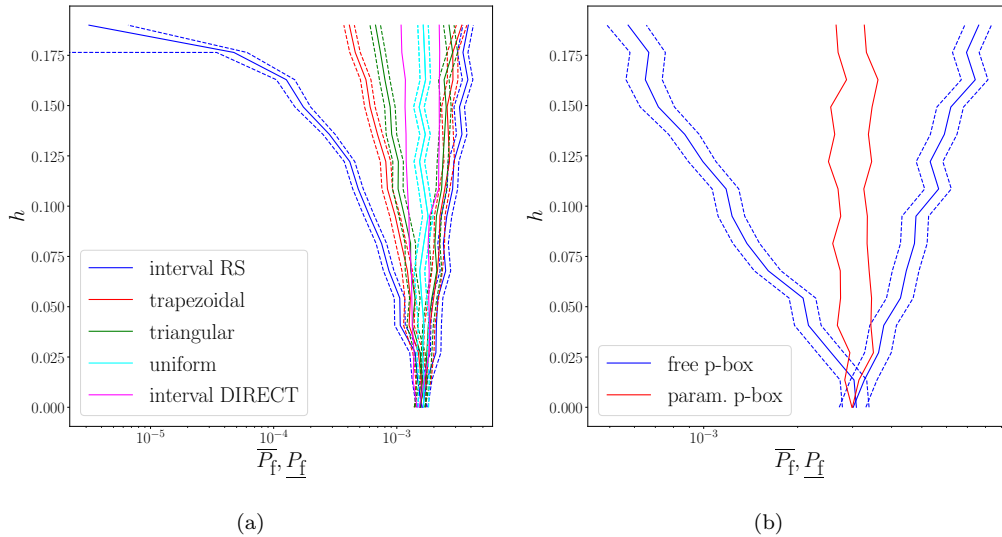 0.175
0.150
0.125
0.100
0.075
0.050
0.025
0.000
h
interval RS
trapezoidal
triangular
uniform
interval DIRECT
10⁻⁵
10⁻⁴
10⁻³
P̅f, P̲f
(a)
0.175
0.150
0.125
0.100
0.075
0.050
0.025
0.000
h
free p-box
param. p-box
10⁻³
P̅f, P̲f
(b)